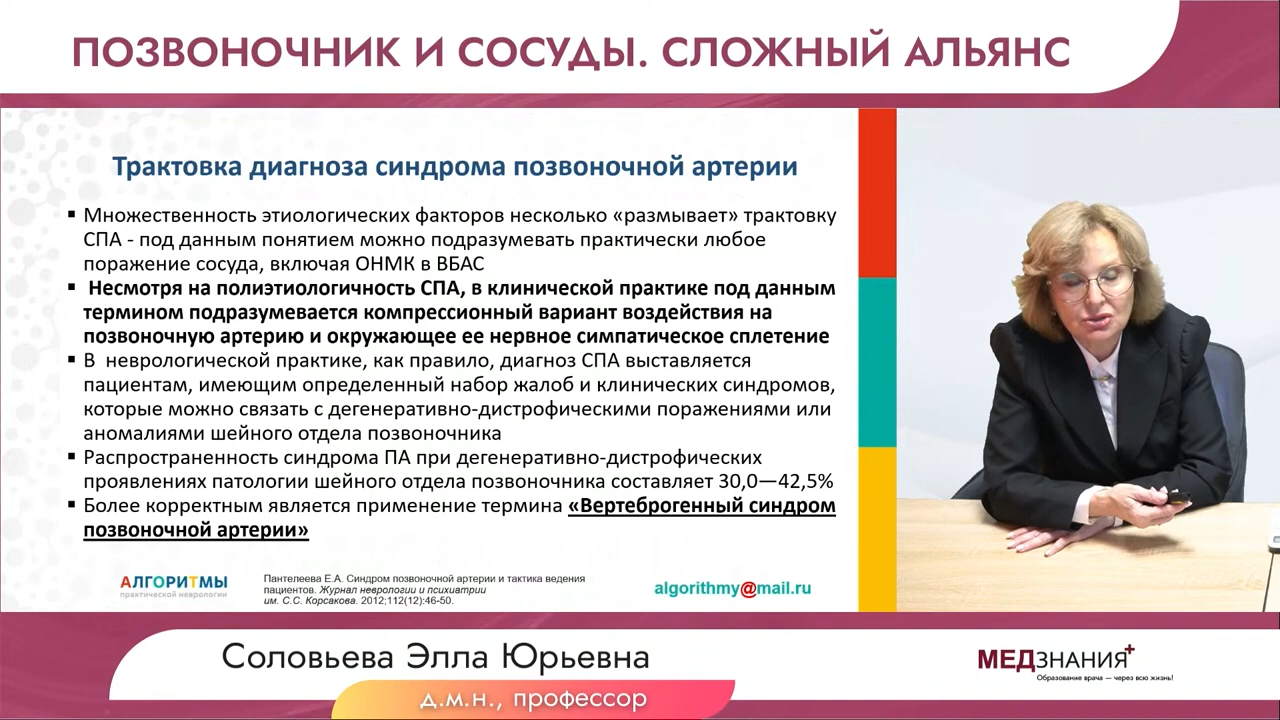 ПОЗВОНОЧНИК И СОСУДЫ. СЛОЖНЫЙ АЛЬЯНС
Трактовка диагноза синдрома позвоночной артерии
▪ Множественность этиологических факторов несколько «размывает» трактовку
СПА - под данным понятием можно подразумевать практически любое
поражение сосуда, включая ОНМК в ВБАС
▪ Несмотря на полиэтиологичность СПА, в клинической практике под данным
термином подразумевается компрессионный вариант воздействия на
позвоночную артерию и окружающее ее нервное симпатическое сплетение
▪ В неврологической практике, как правило, диагноз СПА выставляется
пациентам, имеющим определенный набор жалоб и клинических синдромов,
которые можно связать с дегенеративно-дистрофическими поражениями или
аномалиями шейного отдела позвоночника
▪ Распространенность синдрома ПА при дегенеративно-дистрофических
проявлениях патологии шейного отдела позвоночника составляет 30,0—42,5%
▪ Более корректным является применение термина «Вертеброгенный синдром
позвоночной артерии»
АЛГОРИТМЫ
практической неврологии
Пантелеева Е.А. Синдром позвоночной артерии и тактика ведения
пациентов. Журнал неврологии и психиатрии
им. С.С. Корсакова. 2012;112(12):46-50.
algorithmy@mail.ru
Соловьева Элла Юрьевна
д.м.н., профессор
МЕДЗНАНИЯ+
Образование врача — через всю жизнь!